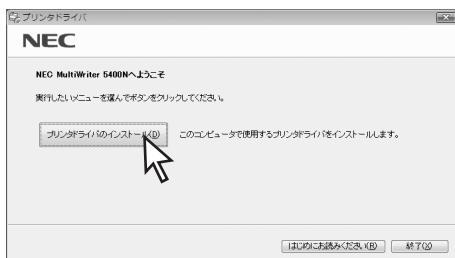 プリンタドライバ
NEC
NEC MultiWriter 5400Nへようこそ
実行したいメニューを選んでボタンをクリックしてください。
プリンタドライバのインストール(D) このコンピュータで使用するプリンタドライバをインストールします。
はじめにお読みください(R) 終了(X)